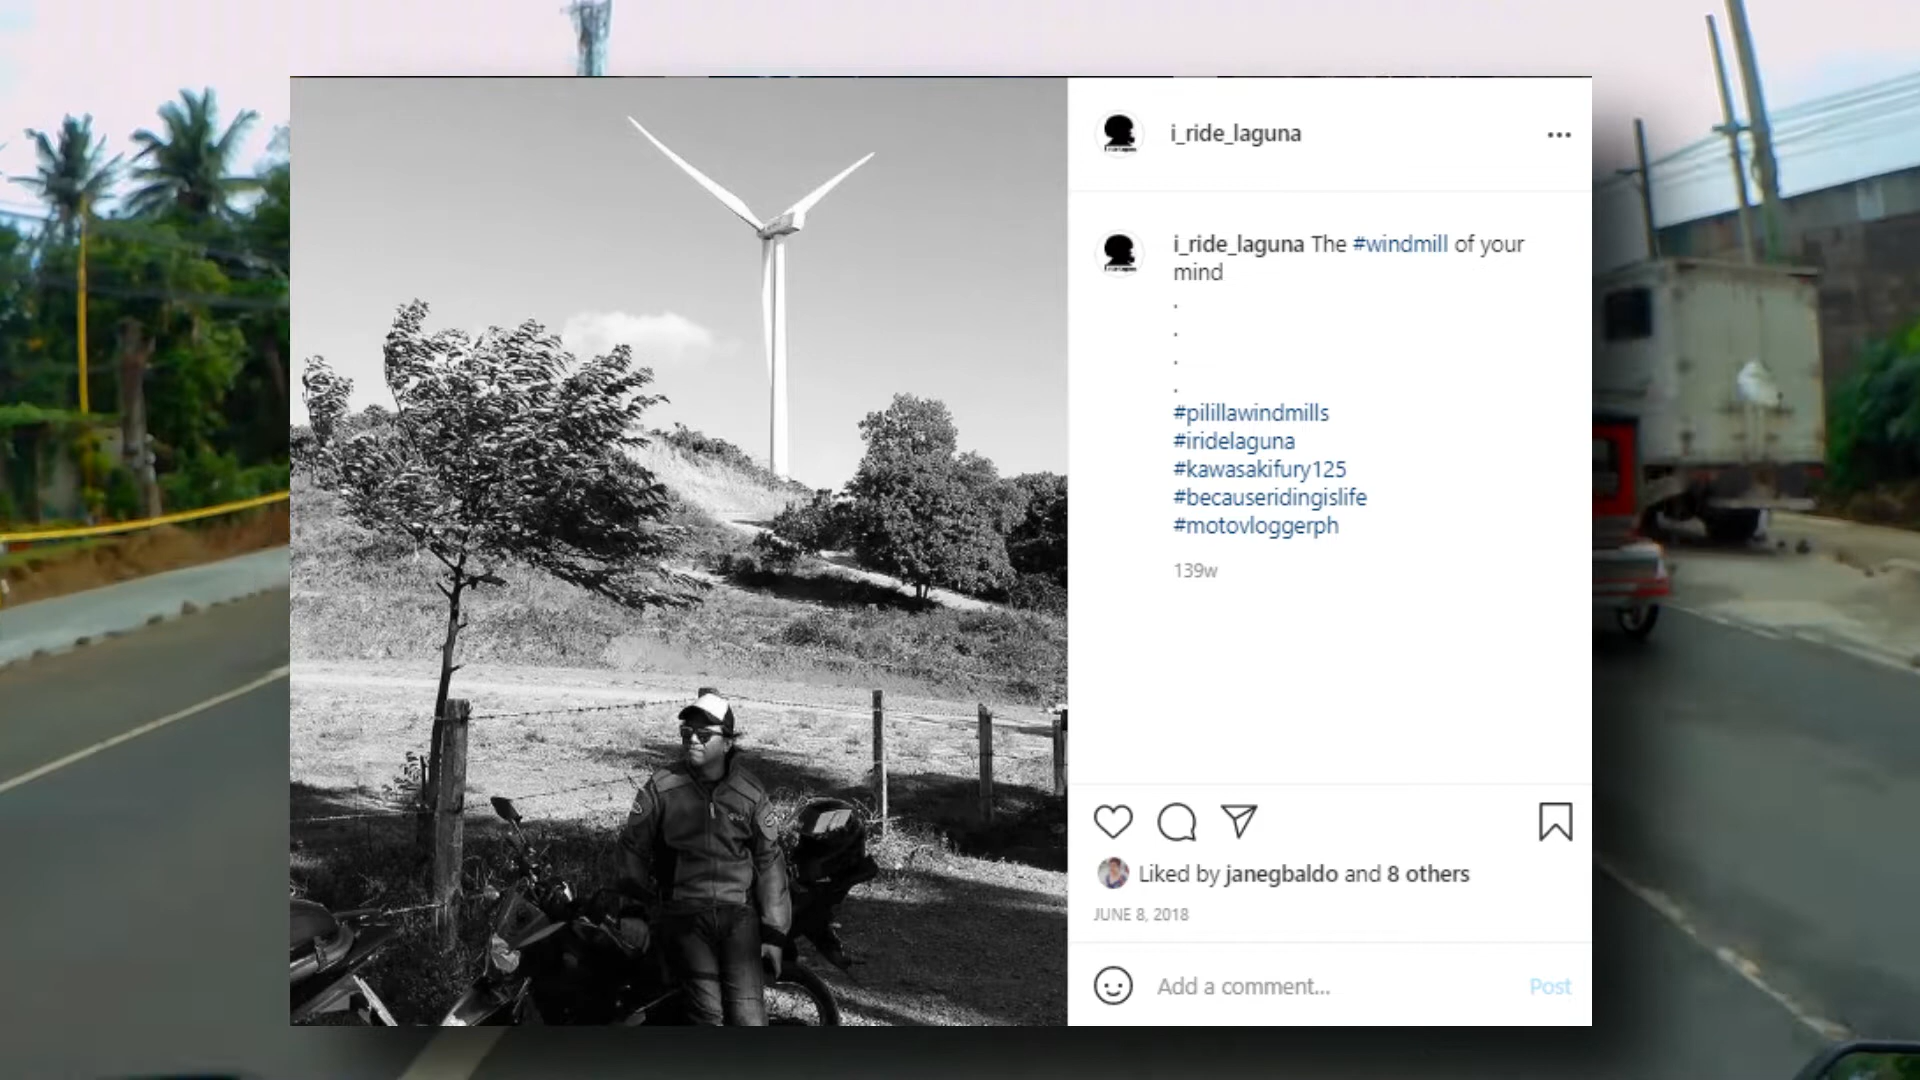 i_ride_laguna
i_ride_laguna The #windmill of your
mind
.
.
.
.
#pilillawindmills
#iridelaguna
#kawasakifury125
#becauseridingislife
#motovloggerph
139w
Liked by janegbaldo and 8 others
JUNE 8, 2018
Add a comment...
Post